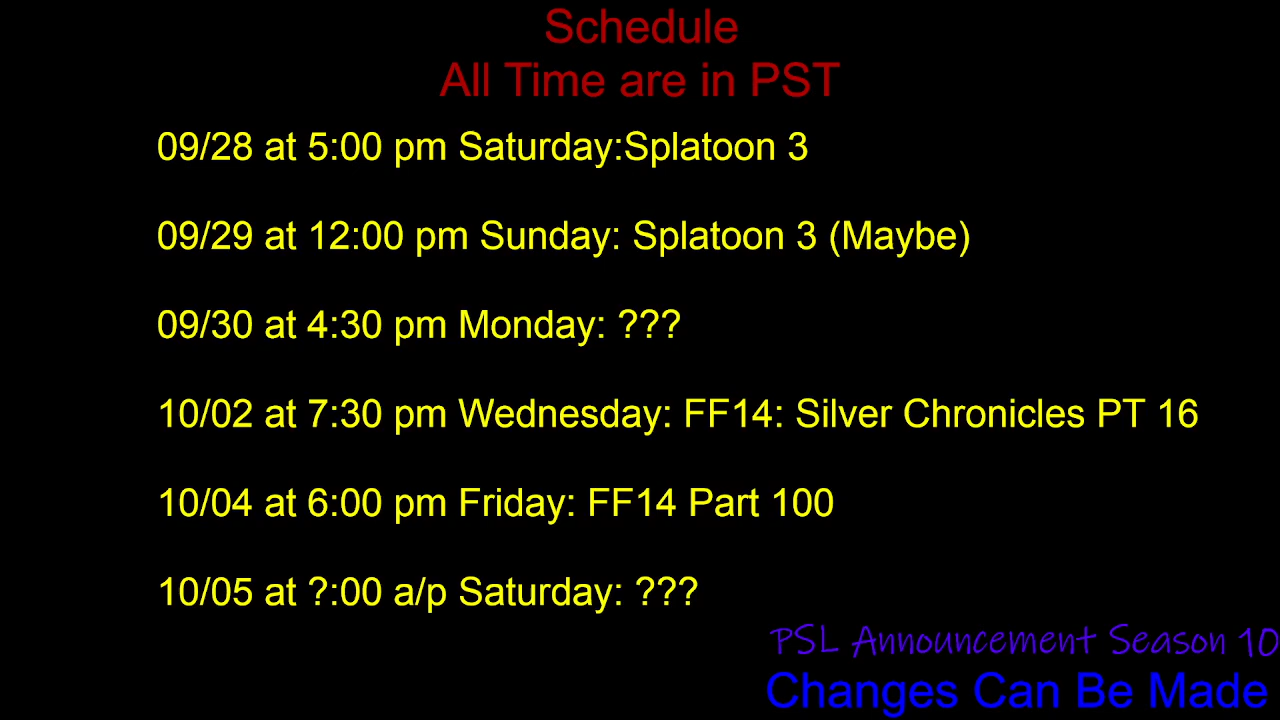 Schedule
All Time are in PST
09/28 at 5:00 pm Saturday:Splatoon 3
09/29 at 12:00 pm Sunday: Splatoon 3 (Maybe)
09/30 at 4:30 pm Monday: ???
10/02 at 7:30 pm Wednesday: FF14: Silver Chronicles PT 16
10/04 at 6:00 pm Friday: FF14 Part 100
10/05 at ?:00 a/p Saturday: ???
PSL Announcement Season 10
Changes Can Be Made